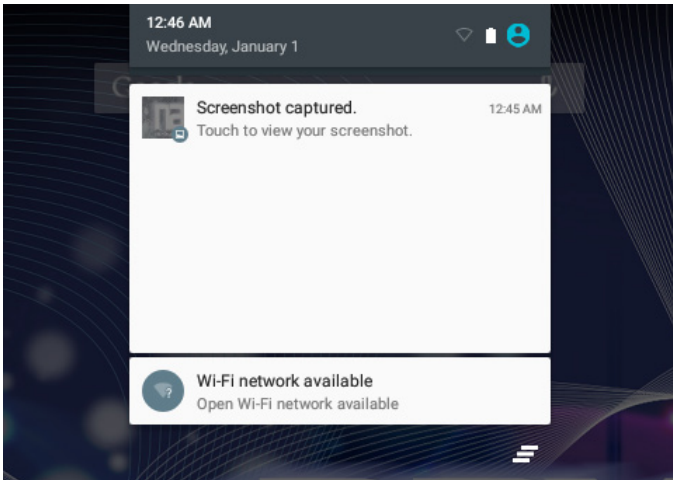 12:46 AM
Wednesday, January 1
Screenshot captured.
12:45 AM
Touch to view your screenshot.
Wi-Fi network available
Open Wi-Fi network available